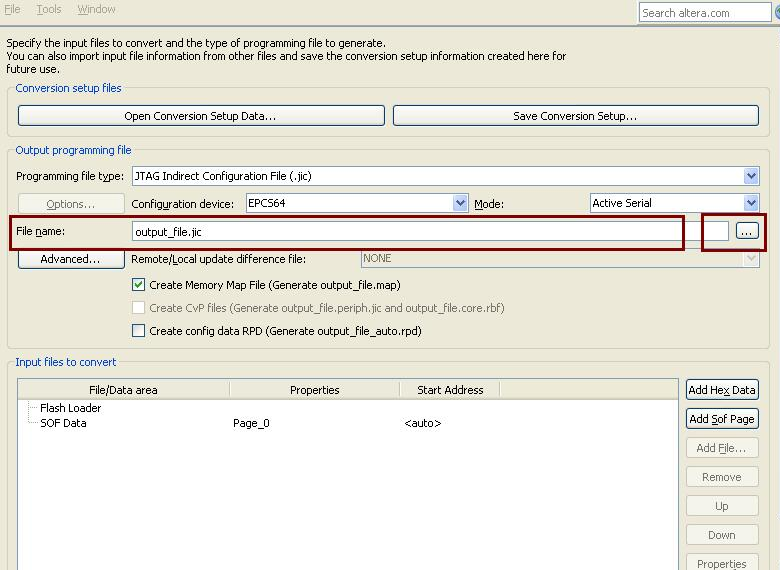 File Tools Window
Search altera.com
Specify the input files to convert and the type of programming file to generate.
You can also import input file information from other files and save the conversion setup information created here for
future use.
Conversion setup files
Open Conversion Setup Data... Save Conversion Setup...
Output programming file
Programming file type: JTAG Indirect Configuration File (.jic)
Options... Configuration device: EPCS64 Mode: Active Serial
File name: output_file.jic ...
Advanced... Remote/Local update difference file: NONE
Create Memory Map File (Generate output_file.map)
Create CvP files (Generate output_file.periph.jic and output_file.core.rbf)
Create config data RPD (Generate output_file_auto.rpd)
Input files to convert
File/Data area Properties Start Address
Flash Loader
SOF Data Page_0 <auto>
Add Hex Data
Add Sof Page
Add File...
Remove
Up
Down
Properties